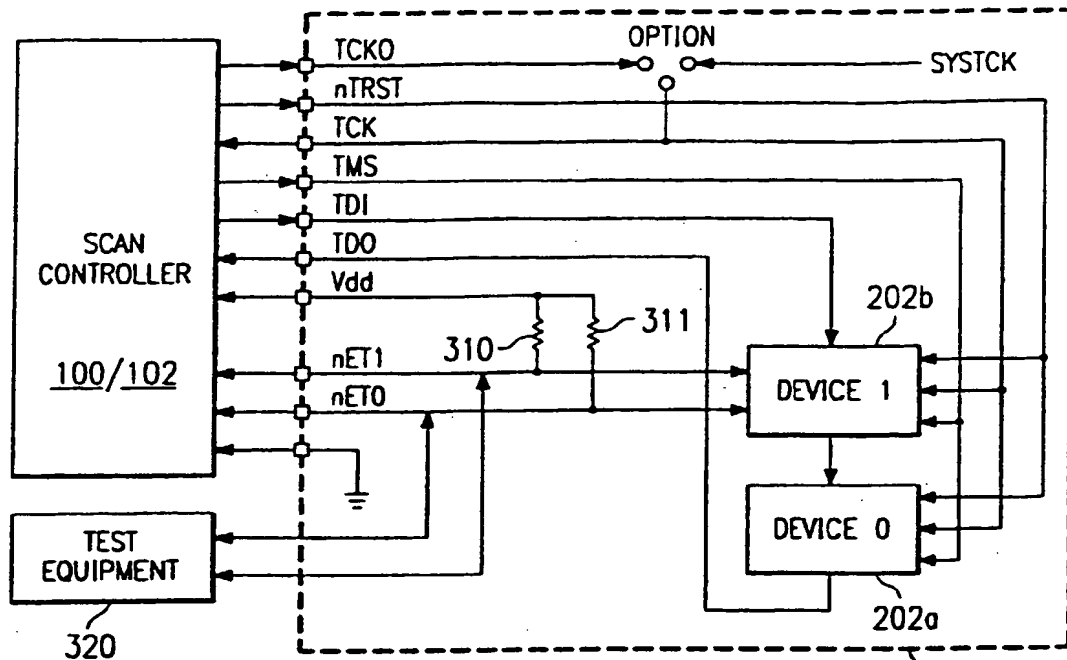 TCKO
OPTION
SYSTCK
nTRST
TCK
TMS
TDI
TDO
Vdd
SCAN
CONTROLLER
100/102
310
311
202b
nET1
nET0
DEVICE 1
DEVICE 0
TEST
EQUIPMENT
320
202a